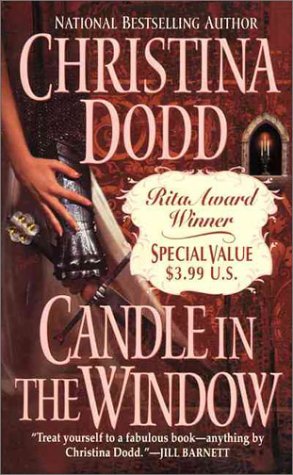 NATIONAL BESTSELLING AUTHOR
CHRISTINA
DODD
Rita Award
Winner
SPECIAL VALUE
$3.99 U.S.
CANDLE IN
THE WINDOW
"Treat yourself to a fabulous book—anything by
Christina Dodd."—JILL BARNETT